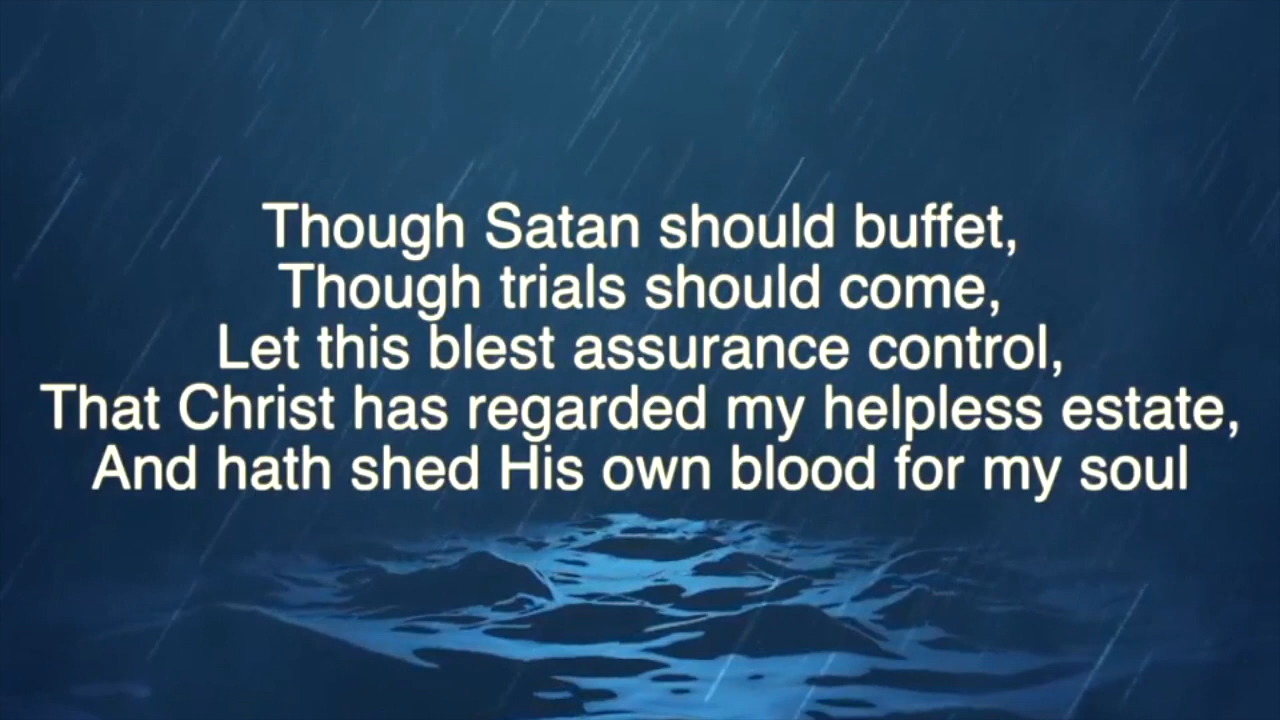 Though Satan should buffet,
Though trials should come,
Let this blest assurance control,
That Christ has regarded my helpless estate,
And hath shed His own blood for my soul